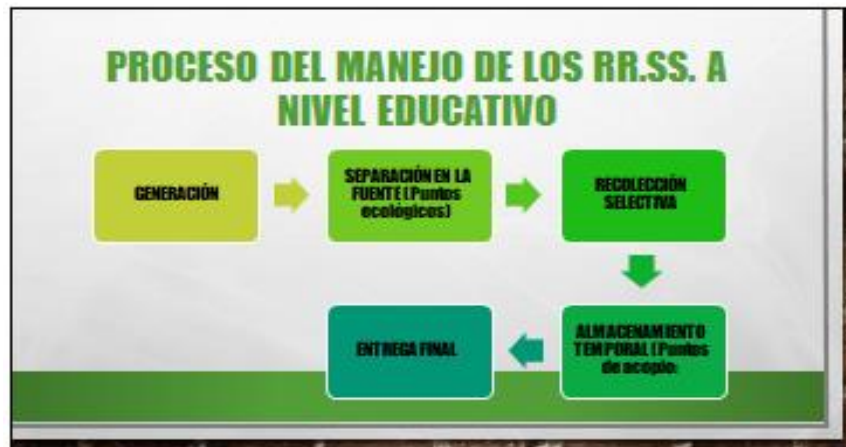 PROCESO DEL MANEJO DE LOS RR.SS. A
NIVEL EDUCATIVO
GENERACIÓN
SEPARACIÓN EN LA
FUENTE (Puntos
ecológicos)
RECOLECCIÓN
SELECTIVA
ALMACENAMIENTO
TEMPORAL (Puntos
de acopio:
ENTREGA FINAL